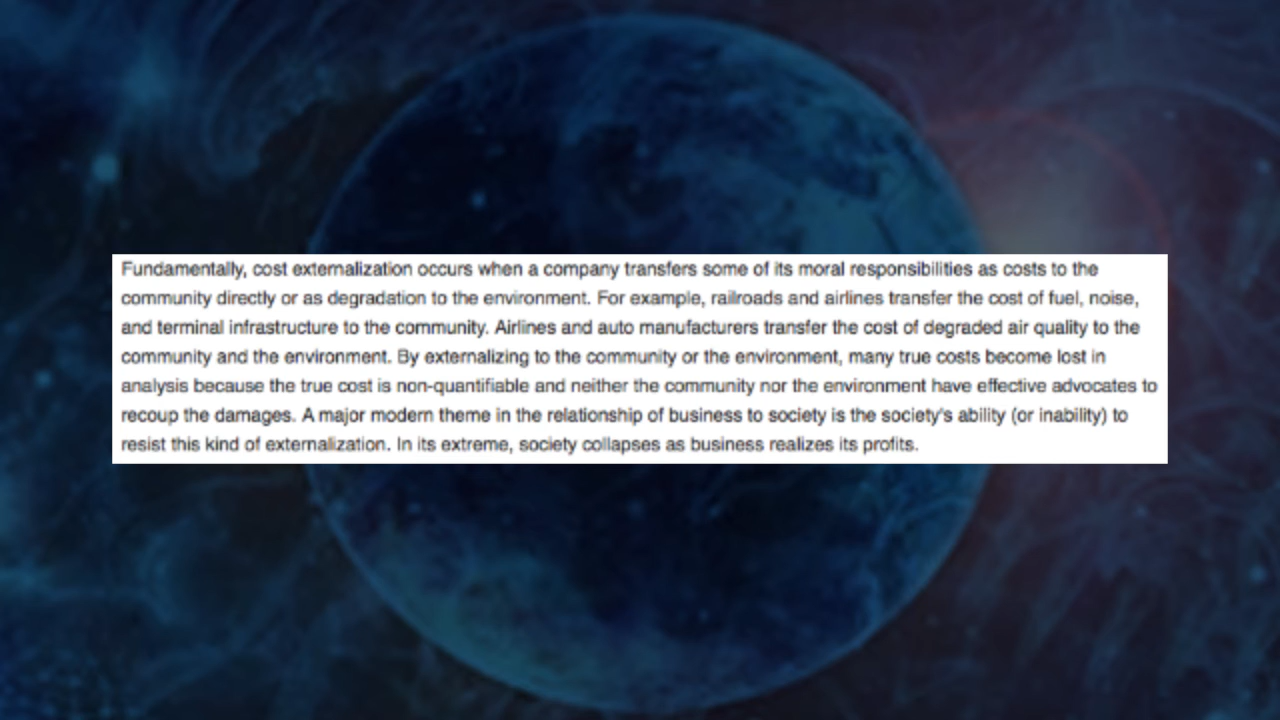 Fundamentally, cost externalization occurs when a company transfers some of its moral responsibilities as costs to the
community directly or as degradation to the environment. For example, railroads and airlines transfer the cost of fuel, noise,
and terminal infrastructure to the community. Airlines and auto manufacturers transfer the cost of degraded air quality to the
community and the environment. By externalizing to the community or the environment, many true costs become lost in
analysis because the true cost is non-quantifiable and neither the community nor the environment have effective advocates to
recoup the damages. A major modern theme in the relationship of business to society is the society's ability (or inability) to
resist this kind of externalization. In its extreme, society collapses as business realizes its profits.